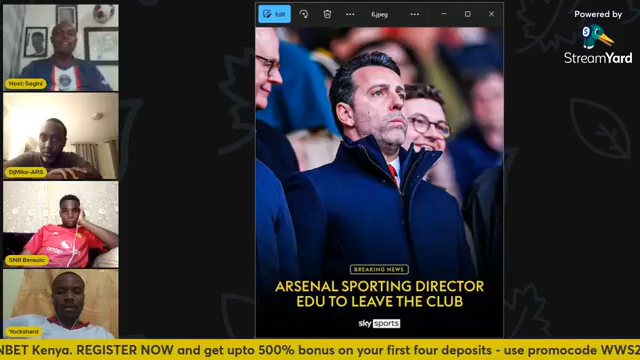 Edit
6.jpeg
Powered by
StreamYard
Host: Sagini
DjMike-ARS
SNR Bensoic
Yockshard
BREAKING NEWS
ARSENAL SPORTING DIRECTOR
EDU TO LEAVE THE CLUB
sky sports
NBET Kenya. REGISTER NOW and get upto 500% bonus on your first four deposits - use promocode WWS